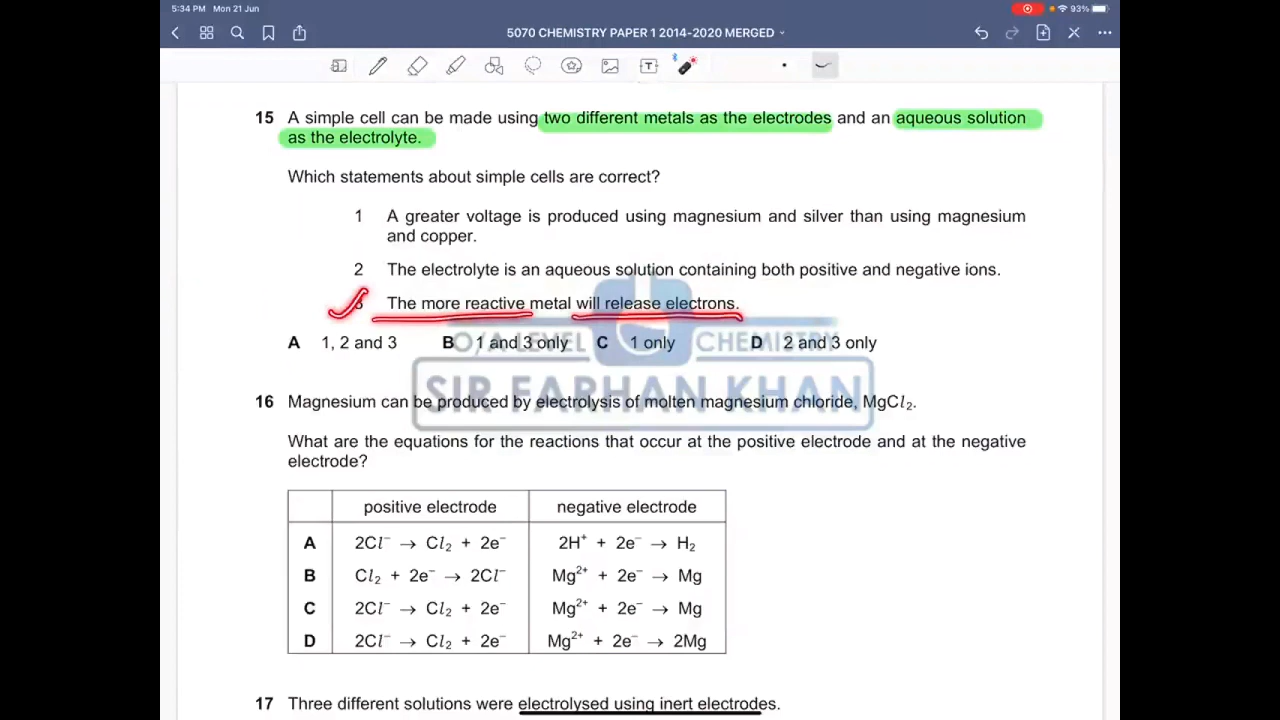 5:34 PM Mon 21 Jun
93%
5070 CHEMISTRY PAPER 1 2014-2020 MERGED
T
15 A simple cell can be made using two different metals as the electrodes and an aqueous solution
as the electrolyte.
Which statements about simple cells are correct?
1 A greater voltage is produced using magnesium and silver than using magnesium
and copper.
2 The electrolyte is an aqueous solution containing both positive and negative ions.
The more reactive metal will release electrons.
A 1, 2 and 3 B 1 and 3 only C 1 only D 2 and 3 only
O/A LEVEL CHEMISTRY
SIR FARHAN KHAN
16 Magnesium can be produced by electrolysis of molten magnesium chloride, MgCl₂.
What are the equations for the reactions that occur at the positive electrode and at the negative
electrode?
positive electrode negative electrode
A 2Cl⁻ → Cl₂ + 2e⁻ 2H⁺ + 2e⁻ → H₂
B Cl₂ + 2e⁻ → 2Cl⁻ Mg²⁺ + 2e⁻ → Mg
C 2Cl⁻ → Cl₂ + 2e⁻ Mg²⁺ + 2e⁻ → Mg
D 2Cl⁻ → Cl₂ + 2e⁻ Mg²⁺ + 2e⁻ → 2Mg
17 Three different solutions were electrolysed using inert electrodes.